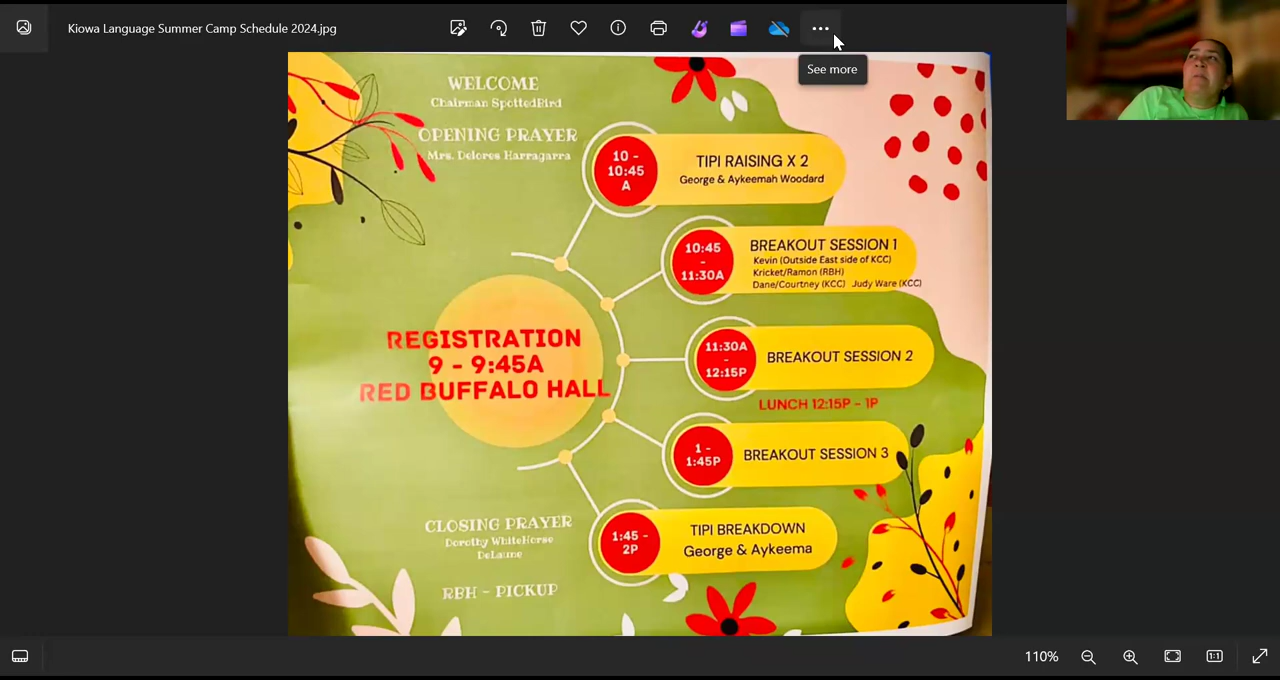 Kiowa Language Summer Camp Schedule 2024.jpg
See more
WELCOME
Chairman SpottedBird
OPENING PRAYER
Mrs. Delores Harragarra
10 -
10:45
A
TIPI RAISING X 2
George & Aykeemah Woodard
10:45
-
11:30A
BREAKOUT SESSION 1
Kevin (Outside East side of KCC)
Kricket/Ramon (RBH)
Dane/Courtney (KCC) Judy Ware (KCC)
REGISTRATION
9 - 9:45A
RED BUFFALO HALL
11:30A
-
12:15P
BREAKOUT SESSION 2
LUNCH 12:15P - 1P
1 -
1:45P
BREAKOUT SESSION 3
CLOSING PRAYER
Dorothy WhiteHorse
DeLaune
1:45 -
2P
TIPI BREAKDOWN
George & Aykeema
RBH - PICKUP
110%
1:1